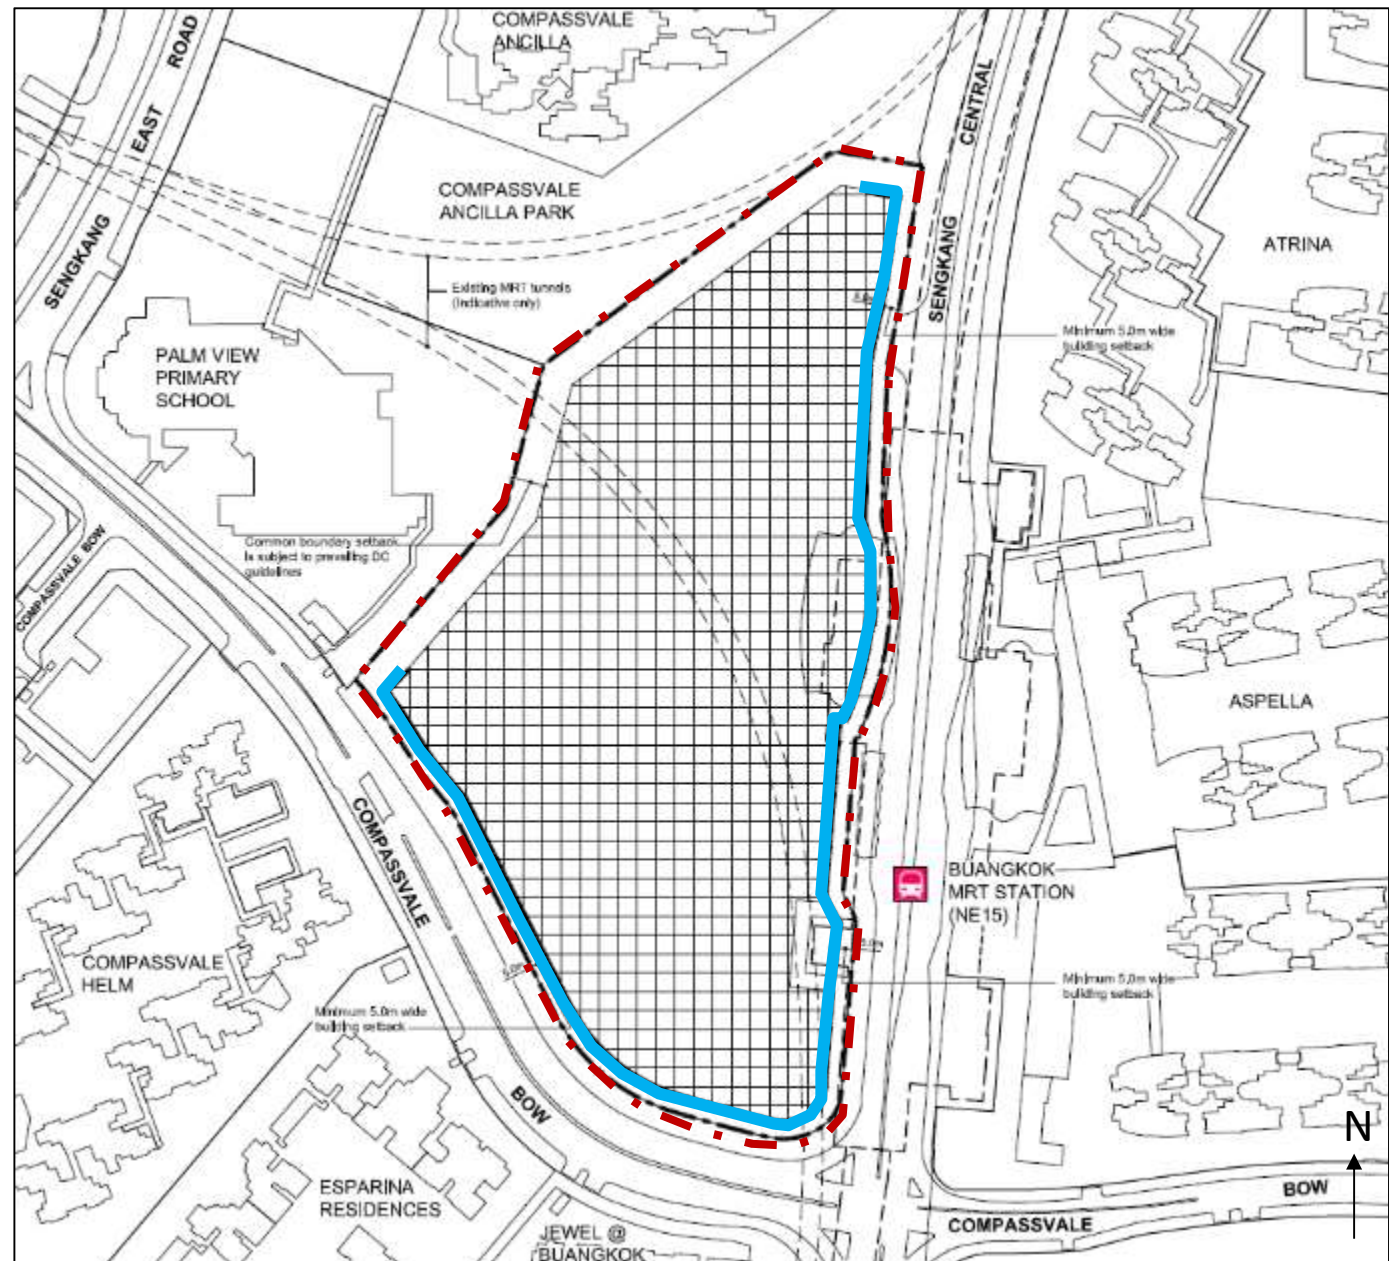 COMPASSVALE
ANCILLA
SENGKANG
EAST
ROAD
SENGKANG
CENTRAL
COMPASSVALE
ANCILLA PARK
ATRINA
Existing MRT tunnels
(Indicative only)
Minimum 5.0m wide
building setback
PALM VIEW
PRIMARY
SCHOOL
Common boundary setback
is subject to prevailing DC
guidelines
COMPASSVALE BOW
ASPELLA
COMPASSVALE
BOW
BUANGKOK
MRT STATION
(NE15)
COMPASSVALE
HELM
5.0m
Minimum 5.0m wide
building setback
Minimum 5.0m wide
building setback
ESPARINA
RESIDENCES
JEWEL @
BUANGKOK
COMPASSVALE
BOW
N